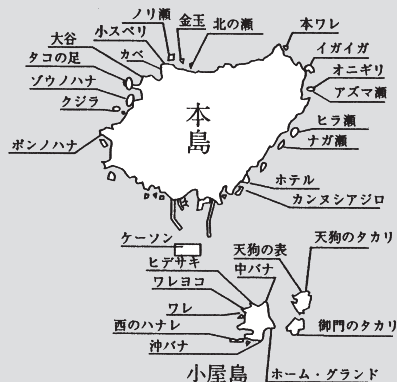 ノリ瀬
金玉
北の瀬
本ワレ
小スベリ
大谷
カベ
イガイガ
タコの足
オニギリ
ゾウノハナ
アズマ瀬
クジラ
本島
ヒラ瀬
ナガ瀬
ボンノハナ
ホテル
カンヌシアジロ
ケーソン
天狗の表
天狗のタカリ
ヒデサキ
中バナ
ワレヨコ
ワレ
西のハナレ
御門のタカリ
沖バナ
小屋島
ホーム・グランド